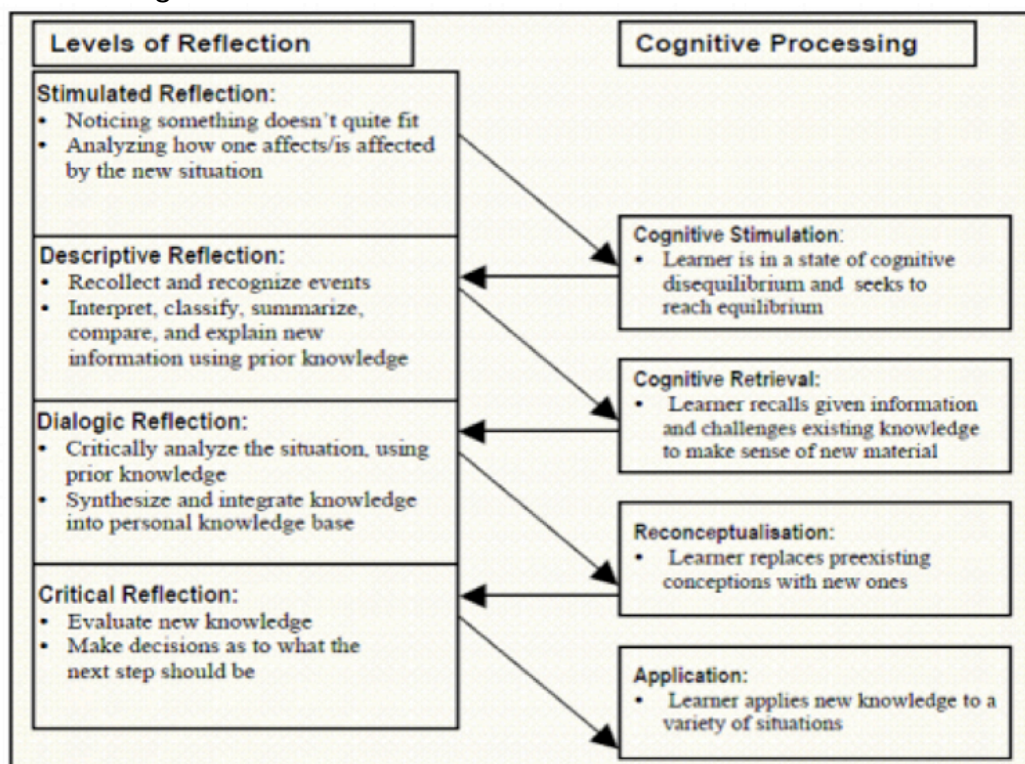 Levels of Reflection
Stimulated Reflection:
• Noticing something doesn't quite fit
• Analyzing how one affects/is affected
by the new situation
Descriptive Reflection:
• Recollect and recognize events
• Interpret, classify, summarize,
compare, and explain new
information using prior knowledge
Dialogic Reflection:
• Critically analyze the situation, using
prior knowledge
• Synthesize and integrate knowledge
into personal knowledge base
Critical Reflection:
• Evaluate new knowledge
• Make decisions as to what the
next step should be
Cognitive Processing
Cognitive Stimulation:
• Learner is in a state of cognitive
disequilibrium and seeks to
reach equilibrium
Cognitive Retrieval:
• Learner recalls given information
and challenges existing knowledge
to make sense of new material
Reconceptualisation:
• Learner replaces preexisting
conceptions with new ones
Application:
• Learner applies new knowledge to a
variety of situations